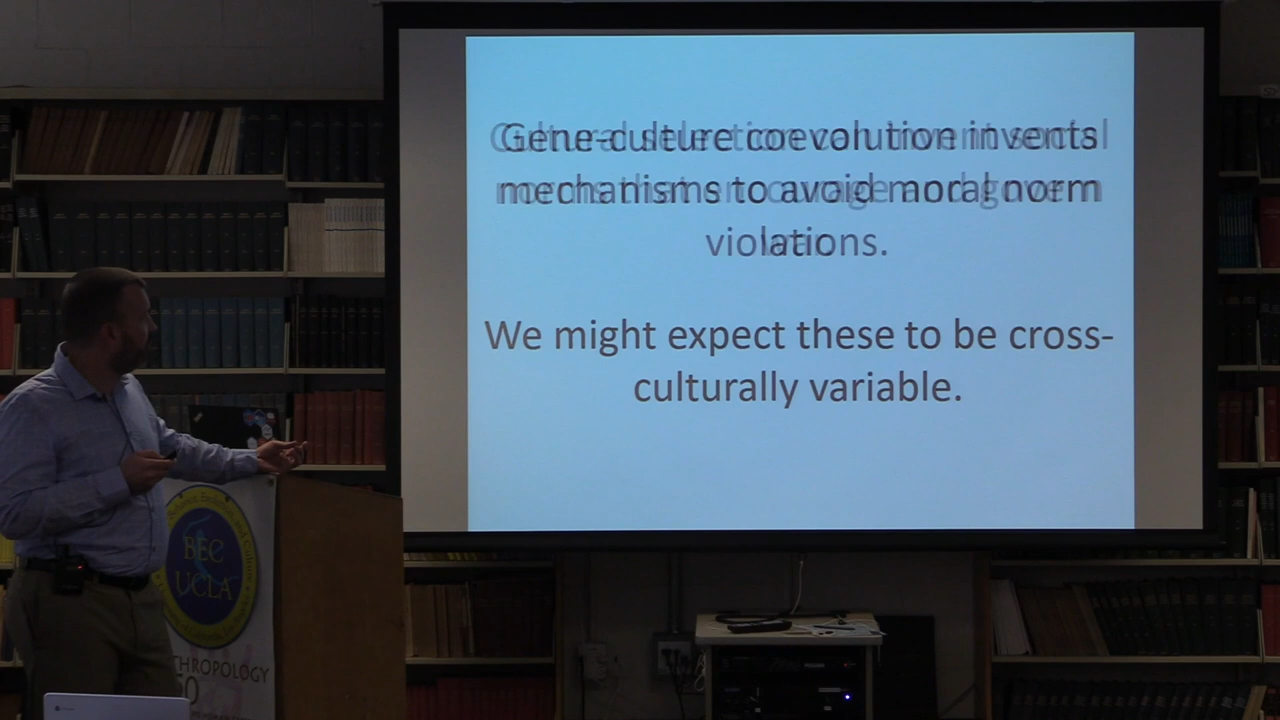 Gene-culture coevolution invents
mechanisms to avoid moral norm
violations.
We might expect these to be cross-
culturally variable.
BEC
UCLA
THROPOLOGY